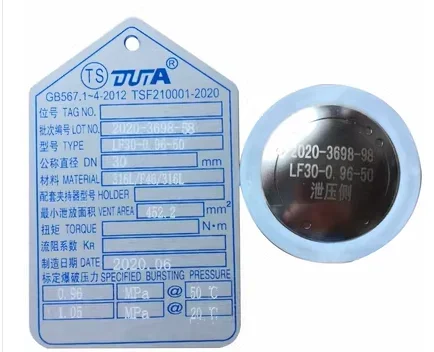 TS DUTA®
GB567.1~4-2012 TSF210001-2020
位号 TAG NO.
批次编号 LOT NO. 2020-3698-98
型号 TYPE LF30-0.96-50
公称直径 DN 30 mm
材料 MATERIAL 316L/F46/316L
配套夹持器型号 HOLDER
最小泄放面积 VENT AREA 452.2 mm²
扭矩 TORQUE N·m
流阻系数 KR
制造日期 DATE 2020.06
标定爆破压力 SPECIFIED BURSTING PRESSURE
0.96 MPa @ 50 ℃
1.05 MPa @ 20 ℃
2020-3698-98
LF30-0.96-50
泄压侧